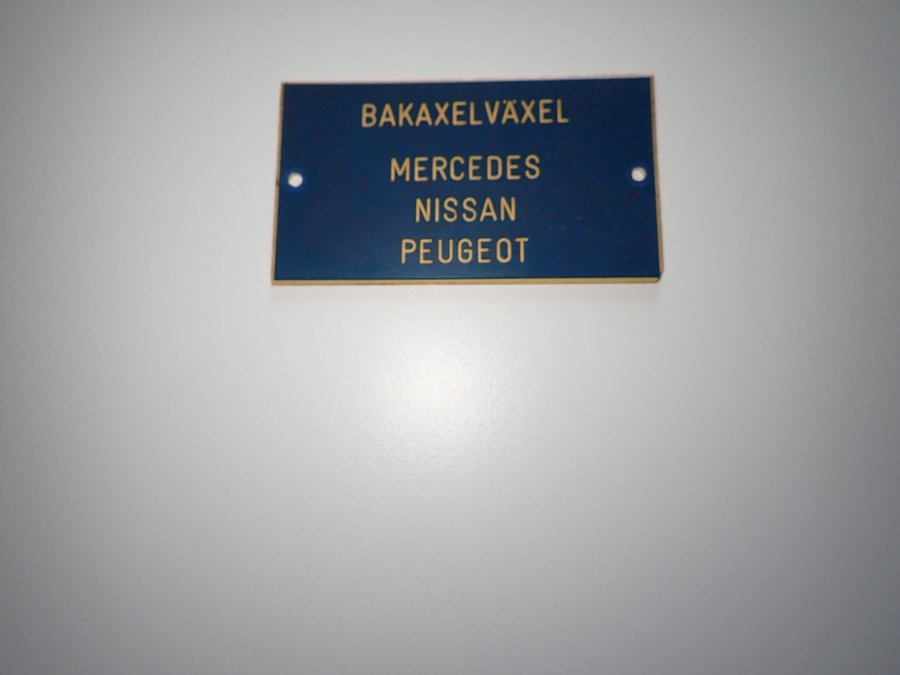 BAKAXELVÄXEL
MERCEDES
NISSAN
PEUGEOT